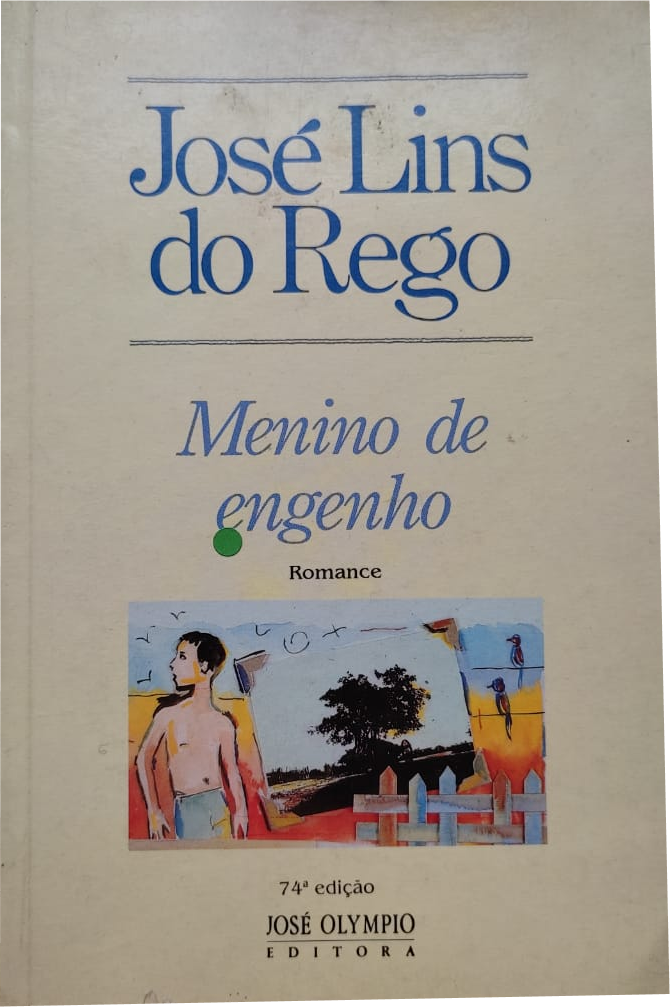 José Lins
do Rego
Menino de
engenho
Romance
74ª edição
JOSÉ OLYMPIO
EDITORA